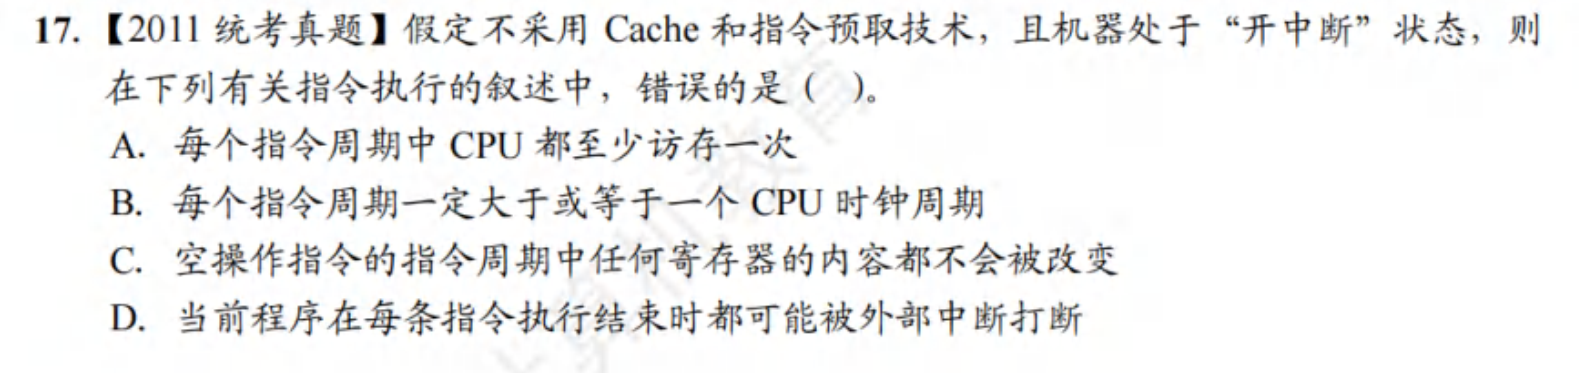 17. 【2011 统考真题】假定不采用 Cache 和指令预取技术，且机器处于“开中断”状态，则
在下列有关指令执行的叙述中，错误的是（ ）。
A. 每个指令周期中 CPU 都至少访存一次
B. 每个指令周期一定大于或等于一个 CPU 时钟周期
C. 空操作指令的指令周期中任何寄存器的内容都不会被改变
D. 当前程序在每条指令执行结束时都可能被外部中断打断